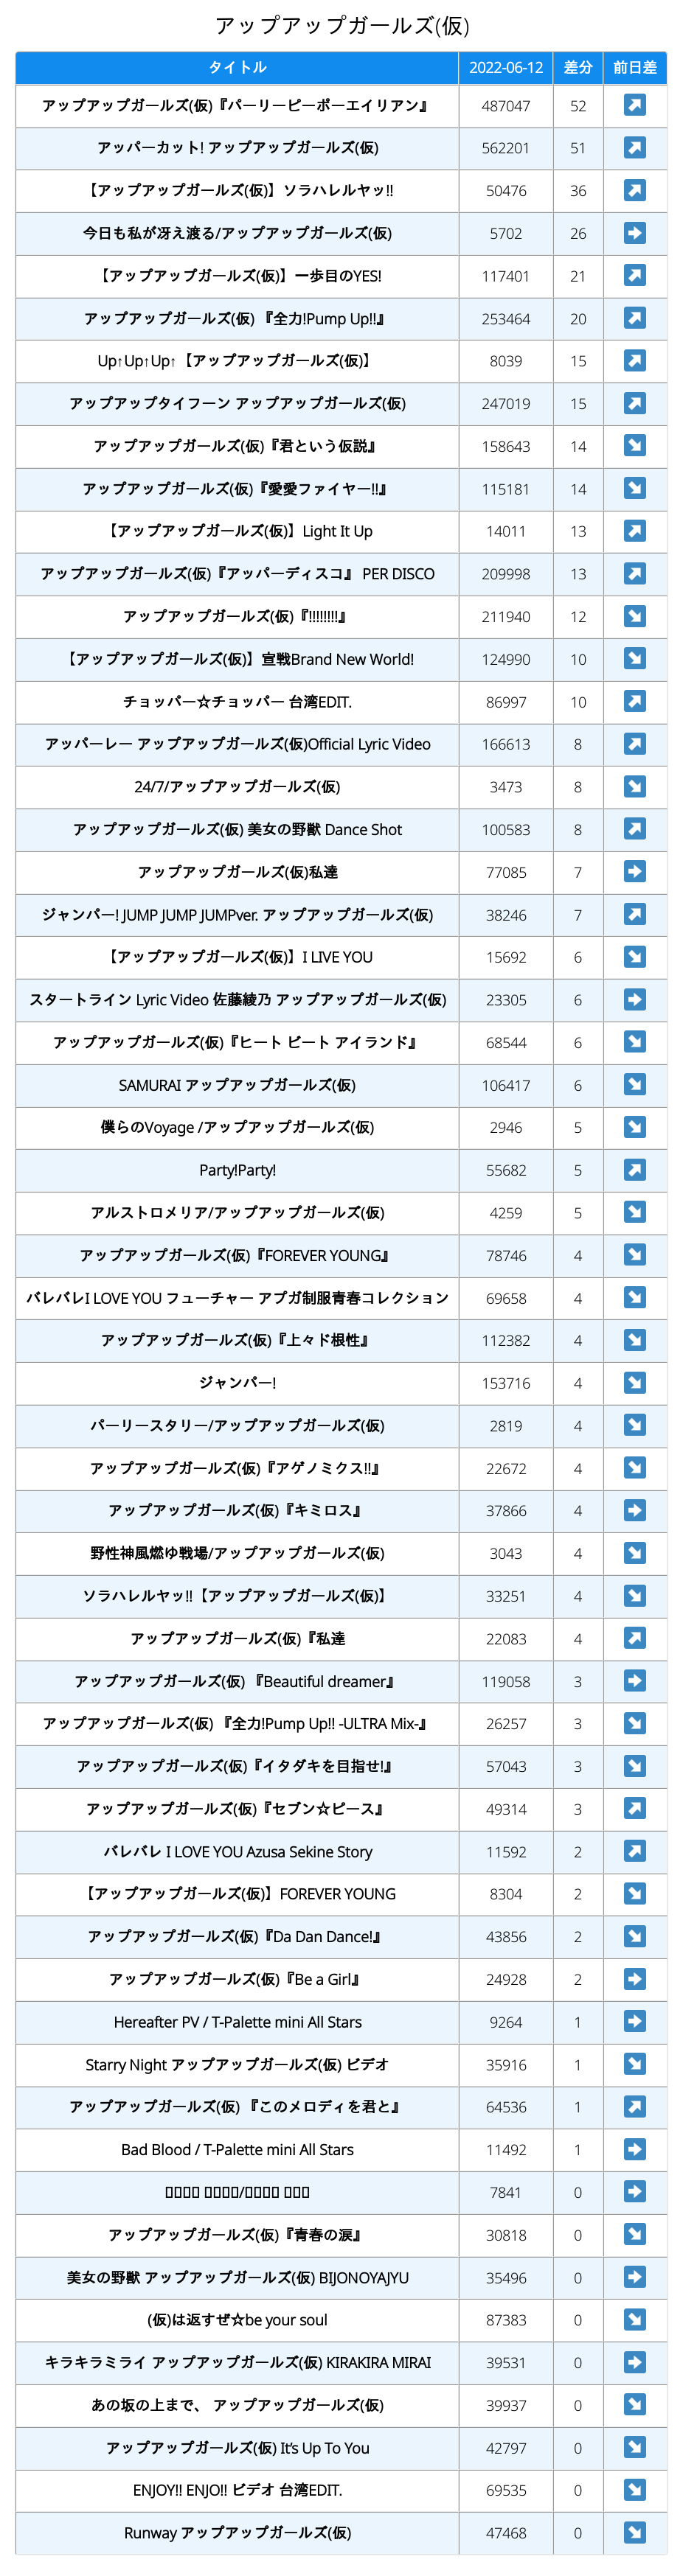 アップアップガールズ(仮)
タイトル 2022-06-12 差分 前日差
アップアップガールズ(仮)『パーリーピーポーエイリアン』 487047 52 ↗
アッパーカット! アップアップガールズ(仮) 562201 51 ↗
【アップアップガールズ(仮)】ソラハレルヤッ!! 50476 36 ↗
今日も私が冴え渡る/アップアップガールズ(仮) 5702 26 ➡
【アップアップガールズ(仮)】一歩目のYES! 117401 21 ↗
アップアップガールズ(仮) 『全力!Pump Up!!』 253464 20 ↗
Up↑Up↑Up↑【アップアップガールズ(仮)】 8039 15 ↗
アップアップタイフーン アップアップガールズ(仮) 247019 15 ↗
アップアップガールズ(仮)『君という仮説』 158643 14 ↘
アップアップガールズ(仮)『愛愛ファイヤー!!』 115181 14 ↘
【アップアップガールズ(仮)】Light It Up 14011 13 ↗
アップアップガールズ(仮)『アッパーディスコ』 PER DISCO 209998 13 ↗
アップアップガールズ(仮)『!!!!!!!!』 211940 12 ↘
【アップアップガールズ(仮)】宣戦Brand New World! 124990 10 ↘
チョッパー☆チョッパー 台湾EDIT. 86997 10 ↗
アッパーレー アップアップガールズ(仮)Official Lyric Video 166613 8 ↗
24/7/アップアップガールズ(仮) 3473 8 ↘
アップアップガールズ(仮) 美女の野獣 Dance Shot 100583 8 ↗
アップアップガールズ(仮)私達 77085 7 ➡
ジャンパー! JUMP JUMP JUMPver. アップアップガールズ(仮) 38246 7 ↗
【アップアップガールズ(仮)】I LIVE YOU 15692 6 ↘
スタートライン Lyric Video 佐藤綾乃 アップアップガールズ(仮) 23305 6 ➡
アップアップガールズ(仮)『ヒート ビート アイランド』 68544 6 ↘
SAMURAI アップアップガールズ(仮) 106417 6 ↘
僕らのVoyage /アップアップガールズ(仮) 2946 5 ↘
Party!Party! 55682 5 ↗
アルストロメリア/アップアップガールズ(仮) 4259 5 ↘
アップアップガールズ(仮)『FOREVER YOUNG』 78746 4 ↘
バレバレI LOVE YOU フューチャー アプガ制服青春コレクション 69658 4 ↘
アップアップガールズ(仮)『上々ド根性』 112382 4 ↘
ジャンパー! 153716 4 ↘
パーリースタリー/アップアップガールズ(仮) 2819 4 ↘
アップアップガールズ(仮)『アゲノミクス!!』 22672 4 ↘
アップアップガールズ(仮)『キミロス』 37866 4 ➡
野性神風燃ゆ戦場/アップアップガールズ(仮) 3043 4 ↘
ソラハレルヤッ!!【アップアップガールズ(仮)】 33251 4 ↘
アップアップガールズ(仮)『私達 22083 4 ↗
アップアップガールズ(仮) 『Beautiful dreamer』 119058 3 ➡
アップアップガールズ(仮) 『全力!Pump Up!! -ULTRA Mix-』 26257 3 ↘
アップアップガールズ(仮)『イタダキを目指せ!』 57043 3 ↘
アップアップガールズ(仮)『セブン☆ピース』 49314 3 ↗
バレバレ I LOVE YOU Azusa Sekine Story 11592 2 ↗
【アップアップガールズ(仮)】FOREVER YOUNG 8304 2 ↘
アップアップガールズ(仮)『Da Dan Dance!』 43856 2 ↘
アップアップガールズ(仮)『Be a Girl』 24928 2 ➡
Hereafter PV / T-Palette mini All Stars 9264 1 ➡
Starry Night アップアップガールズ(仮) ビデオ 35916 1 ↘
アップアップガールズ(仮) 『このメロディを君と』 64536 1 ↗
Bad Blood / T-Palette mini All Stars 11492 1 ➡
▯▯▯▯ ▯▯▯▯/▯▯▯▯ ▯▯▯ 7841 0 ➡
アップアップガールズ(仮)『青春の涙』 30818 0 ↘
美女の野獣 アップアップガールズ(仮) BIJONOYAJYU 35496 0 ➡
(仮)は返すぜ☆be your soul 87383 0 ↘
キラキラミライ アップアップガールズ(仮) KIRAKIRA MIRAI 39531 0 ➡
あの坂の上まで、 アップアップガールズ(仮) 39937 0 ↘
アップアップガールズ(仮) It's Up To You 42797 0 ↘
ENJOY!! ENJO!! ビデオ 台湾EDIT. 69535 0 ↘
Runway アップアップガールズ(仮) 47468 0 ↘